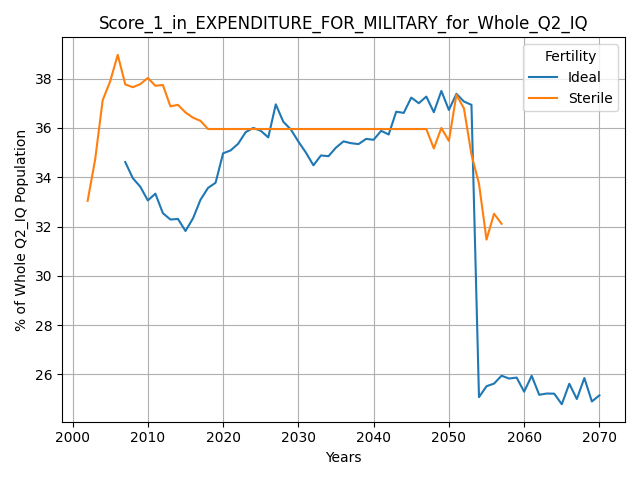 Score_1_in_EXPENDITURE_FOR_MILITARY_for_Whole_Q2_IQ
Fertility
Ideal
Sterile
% of Whole Q2_IQ Population
38
36
34
32
30
28
26
2000 2010 2020 2030 2040 2050 2060 2070
Years